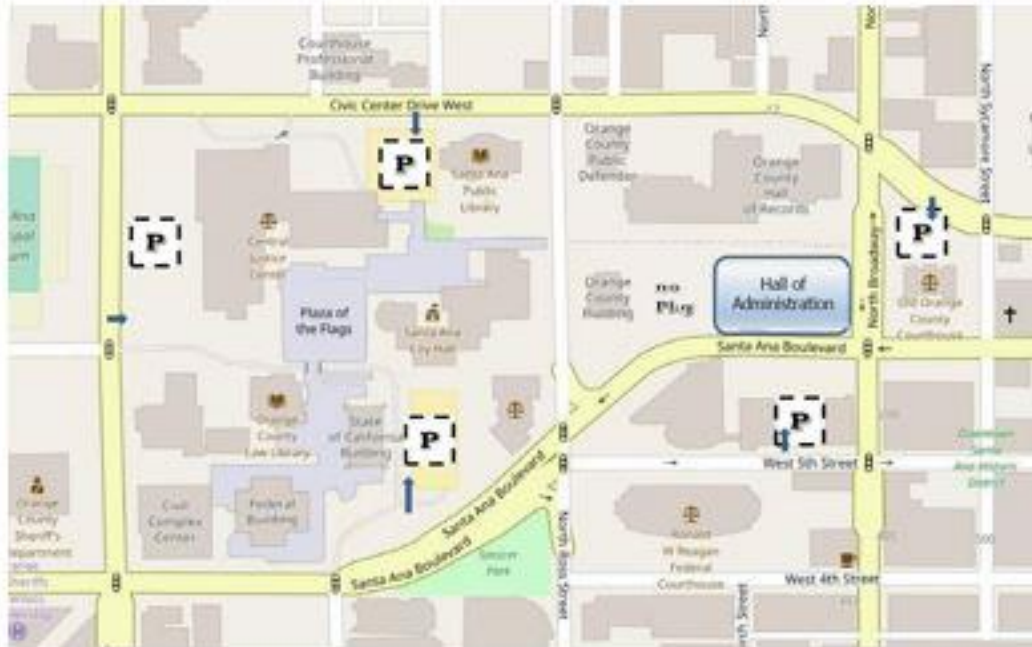 Courthouse
Professional
Building
Civic Center Drive West
North Sycamore Street
P
Santa Ana
Public
Library
Orange
County
Public
Defender
Orange
County
Hall
of Records
P
P
Central
Justice
Center
North Broadway
Plaza of
the Flags
Santa Ana
City Hall
Orange
County
Building
no
Hall of
Administration
Old Orange
County
Courthouse
Santa Ana Boulevard
Orange
County
Law Library
State
of California
Building
P
P
West 5th Street
Orange
County
Sheriff's
Civil
Complex
Center
Federal
Building
Santa Ana Boulevard
Santa Ana Boulevard
North Ross Street
Ronald
W Reagan
Federal
Courthouse
West 4th Street